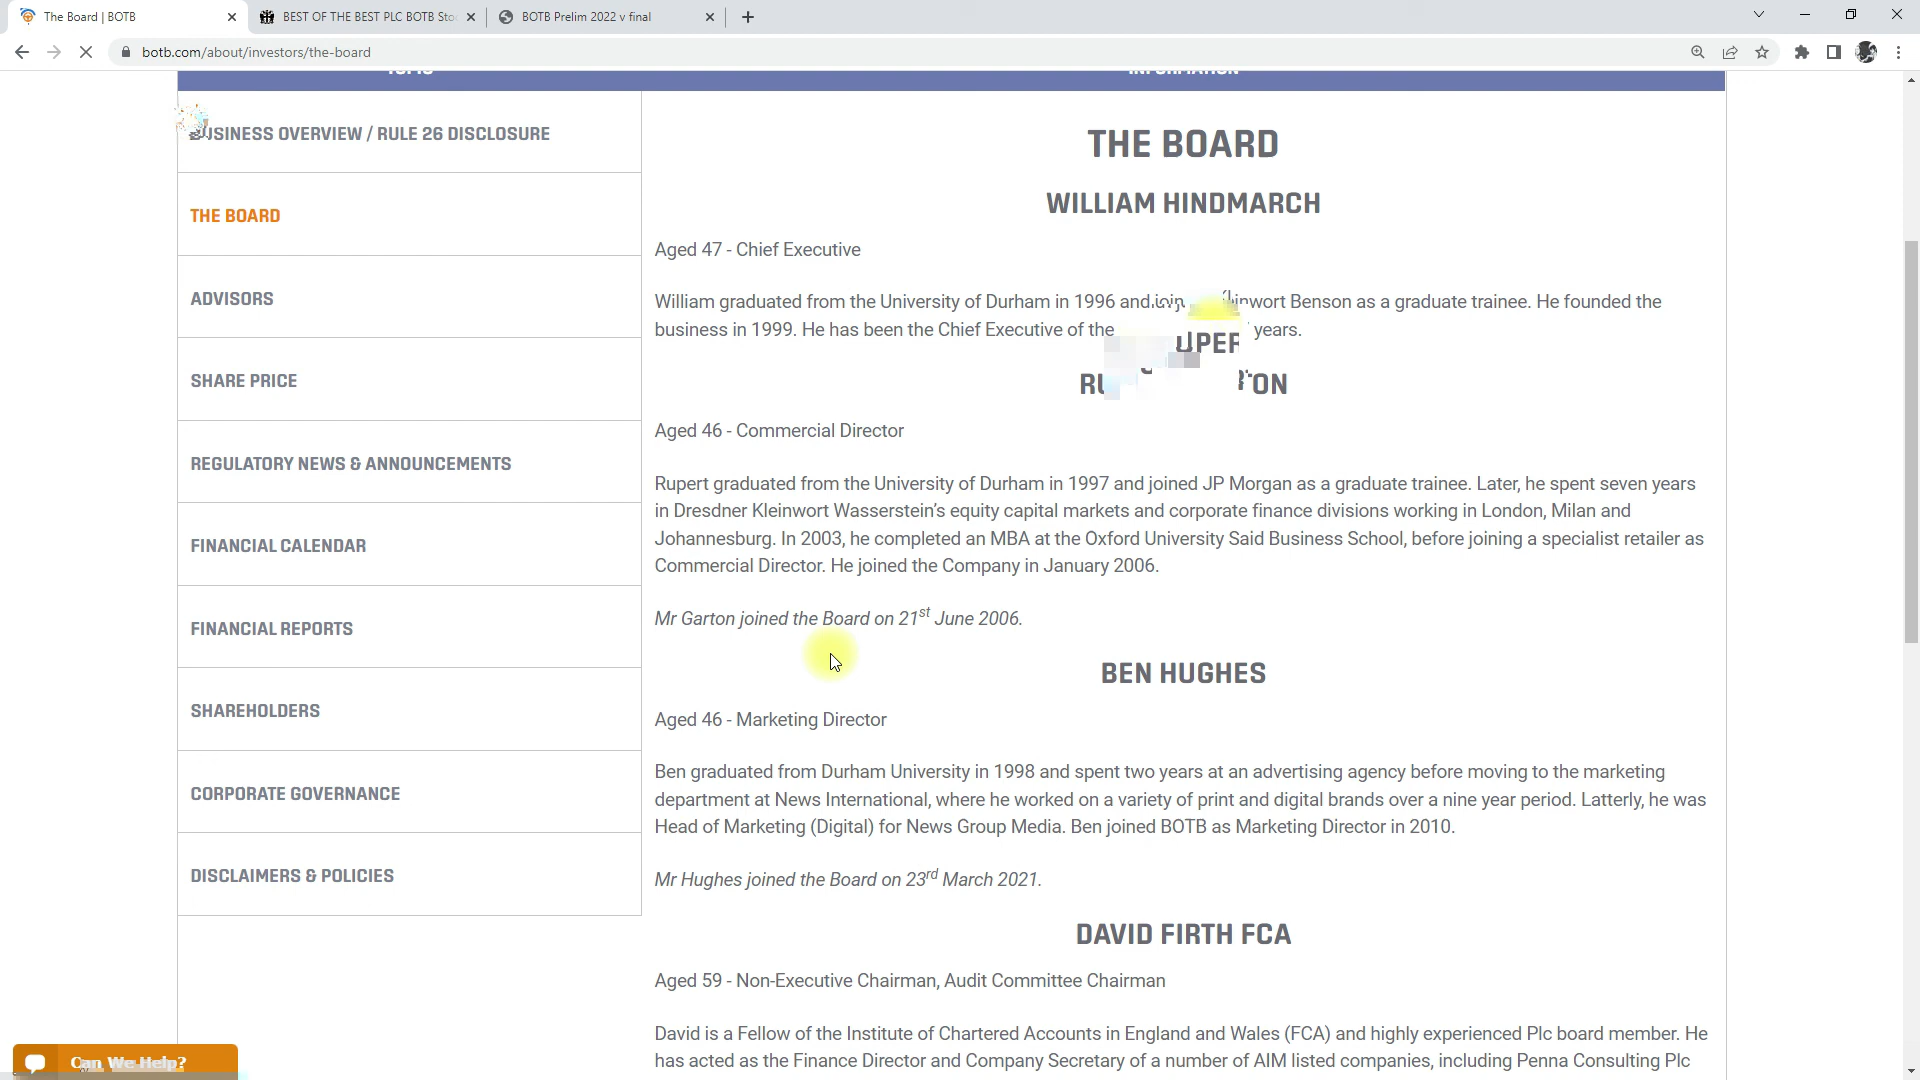 The Board | BOTB
BEST OF THE BEST PLC BOTB Sto
BOTB Prelim 2022 v final
botb.com/about/investors/the-board
BUSINESS OVERVIEW / RULE 26 DISCLOSURE
THE BOARD
ADVISORS
SHARE PRICE
REGULATORY NEWS & ANNOUNCEMENTS
FINANCIAL CALENDAR
FINANCIAL REPORTS
SHAREHOLDERS
CORPORATE GOVERNANCE
DISCLAIMERS & POLICIES
THE BOARD
WILLIAM HINDMARCH
Aged 47 - Chief Executive
William graduated from the University of Durham in 1996 and Benson as a graduate trainee. He founded the
business in 1999. He has been the Chief Executive of the years.
Aged 46 - Commercial Director
Rupert graduated from the University of Durham in 1997 and joined JP Morgan as a graduate trainee. Later, he spent seven years
in Dresdner Kleinwort Wasserstein's equity capital markets and corporate finance divisions working in London, Milan and
Johannesburg. In 2003, he completed an MBA at the Oxford University Said Business School, before joining a specialist retailer as
Commercial Director. He joined the Company in January 2006.
Mr Garton joined the Board on 21st June 2006.
BEN HUGHES
Aged 46 - Marketing Director
Ben graduated from Durham University in 1998 and spent two years at an advertising agency before moving to the marketing
department at News International, where he worked on a variety of print and digital brands over a nine year period. Latterly, he was
Head of Marketing (Digital) for News Group Media. Ben joined BOTB as Marketing Director in 2010.
Mr Hughes joined the Board on 23rd March 2021.
DAVID FIRTH FCA
Aged 59 - Non-Executive Chairman, Audit Committee Chairman
David is a Fellow of the Institute of Chartered Accounts in England and Wales (FCA) and highly experienced Plc board member. He
has acted as the Finance Director and Company Secretary of a number of AIM listed companies, including Penna Consulting Plc
Can We Help?